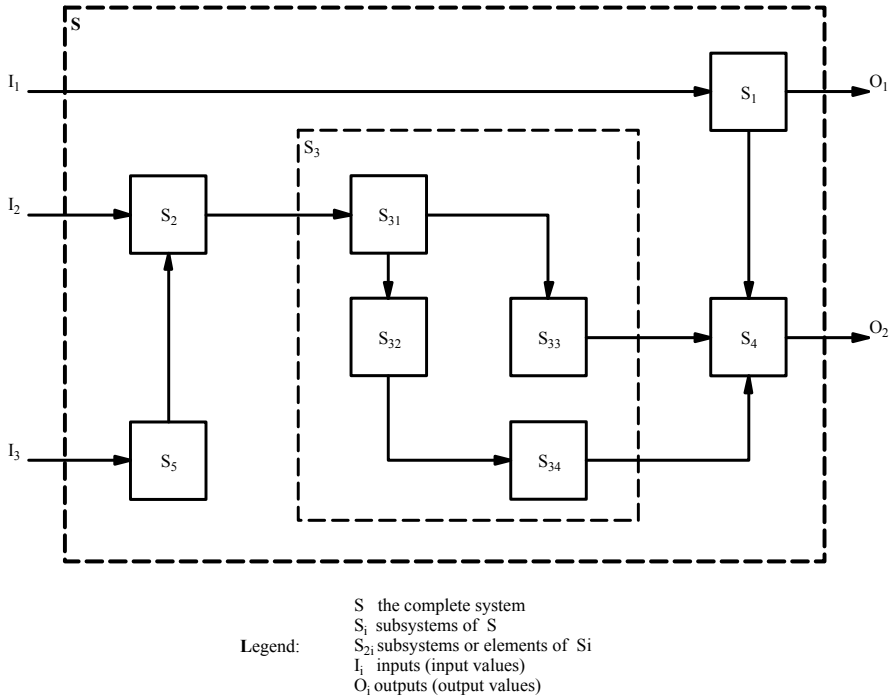 S
I₁
S₁
O₁
S₃
I₂
S₂
S₃₁
S₃₂
S₃₃
S₄
O₂
I₃
S₅
S₃₄
S the complete system
Sᵢ subsystems of S
Legend: S₂ᵢ subsystems or elements of Si
Iᵢ inputs (input values)
Oᵢ outputs (output values)